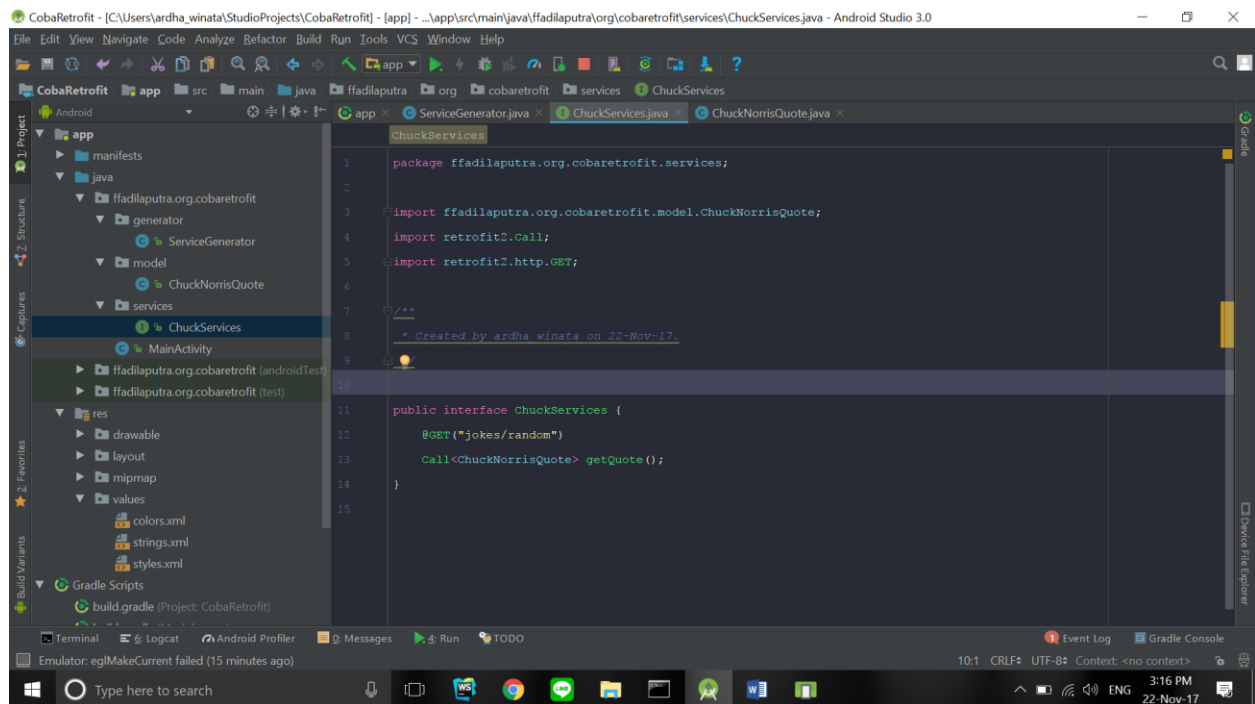 CobaRetrofit - [C:\Users\ardha_winata\StudioProjects\CobaRetrofit] - [app] - ...\app\src\main\java\ffadilaputra\org\cobaretrofit\services\ChuckServices.java - Android Studio 3.0
File Edit View Navigate Code Analyze Refactor Build Run Tools VCS Window Help
app
CobaRetrofit app src main java ffadilaputra org cobaretrofit services ChuckServices
Android
app ServiceGenerator.java ChuckServices.java ChuckNorrisQuote.java
1: Project
Z: Structure
Captures
2: Favorites
Build Variants
app
manifests
java
ffadilaputra.org.cobaretrofit
generator
ServiceGenerator
model
ChuckNorrisQuote
services
ChuckServices
MainActivity
ffadilaputra.org.cobaretrofit (androidTest)
ffadilaputra.org.cobaretrofit (test)
res
drawable
layout
mipmap
values
colors.xml
strings.xml
styles.xml
Gradle Scripts
build.gradle (Project: CobaRetrofit)
ChuckServices
1 package ffadilaputra.org.cobaretrofit.services;
2
3 import ffadilaputra.org.cobaretrofit.model.ChuckNorrisQuote;
4 import retrofit2.Call;
5 import retrofit2.http.GET;
6
7 /**
8 * Created by ardha_winata on 22-Nov-17.
9 /
10
11 public interface ChuckServices {
12 @GET("jokes/random")
13 Call<ChuckNorrisQuote> getQuote();
14 }
15
Gradle
Device File Explorer
Terminal 6: Logcat Android Profiler 0: Messages 4: Run TODO 1 Event Log Gradle Console
Emulator: eglMakeCurrent failed (15 minutes ago) 10:1 CRLF UTF-8 Context: <no context>
Type here to search WS LINE W ENG 3:16 PM
22-Nov-17